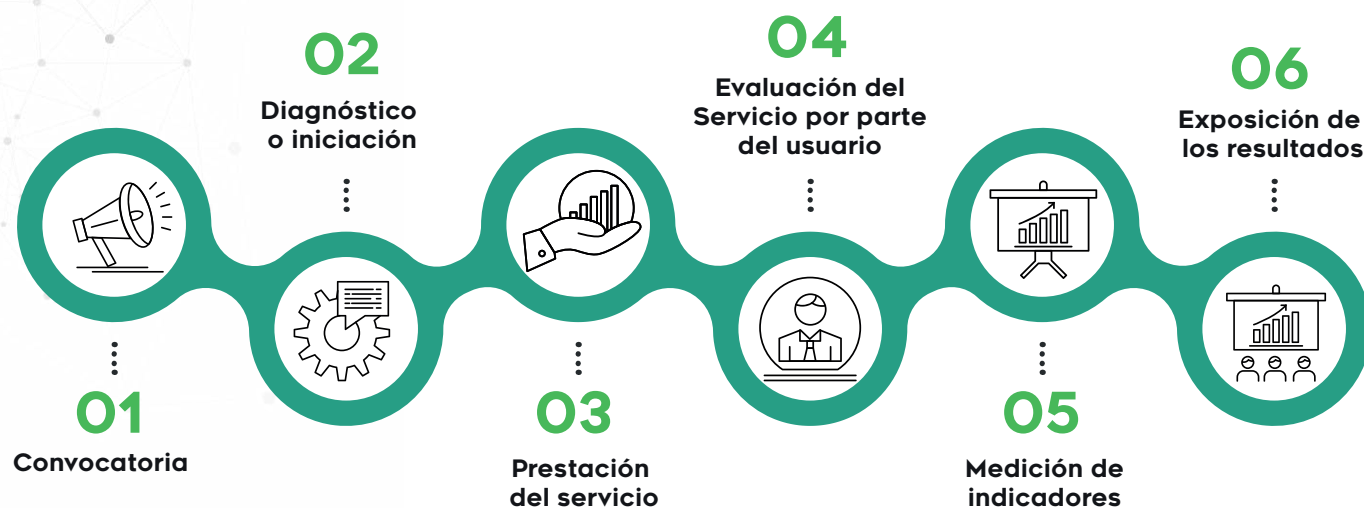 01
Convocatoria
02
Diagnóstico
o iniciación
03
Prestación
del servicio
04
Evaluación del
Servicio por parte
del usuario
05
Medición de
indicadores
06
Exposición de
los resultados